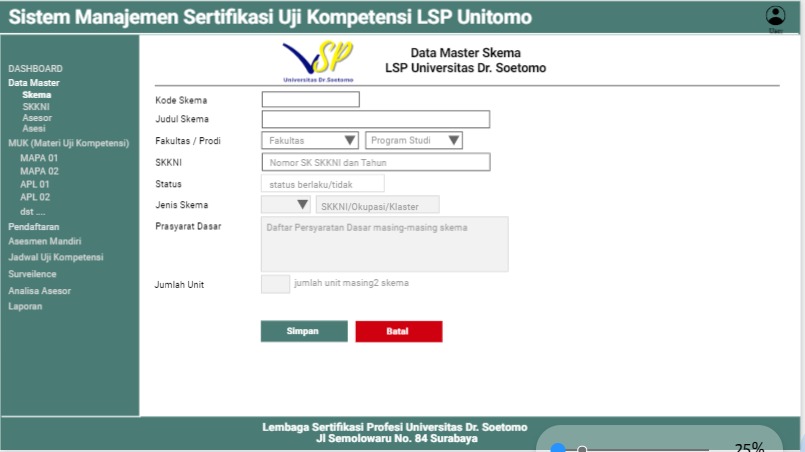 Sistem Manajemen Sertifikasi Uji Kompetensi LSP Unitomo
User
DASHBOARD
Data Master
Skema
SKKNI
Asesor
Asesi
MUK (Materi Uji Kompetensi)
MAPA 01
MAPA 02
APL 01
APL 02
dst ....
Pendaftaran
Asesmen Mandiri
Jadwal Uji Kompetensi
Surveilence
Analisa Asesor
Laporan
VSP
Universitas Dr.Soetomo
Data Master Skema
LSP Universitas Dr. Soetomo
Kode Skema
Judul Skema
Fakultas / Prodi Fakultas Program Studi
SKKNI Nomor SK SKKNI dan Tahun
Status status berlaku/tidak
Jenis Skema SKKNI/Okupasi/Klaster
Prasyarat Dasar Daftar Persyaratan Dasar masing-masing skema
Jumlah Unit jumlah unit masing2 skema
Simpan Batal
Lembaga Sertifikasi Profesi Universitas Dr. Soetomo
Jl Semolowaru No. 84 Surabaya
25%